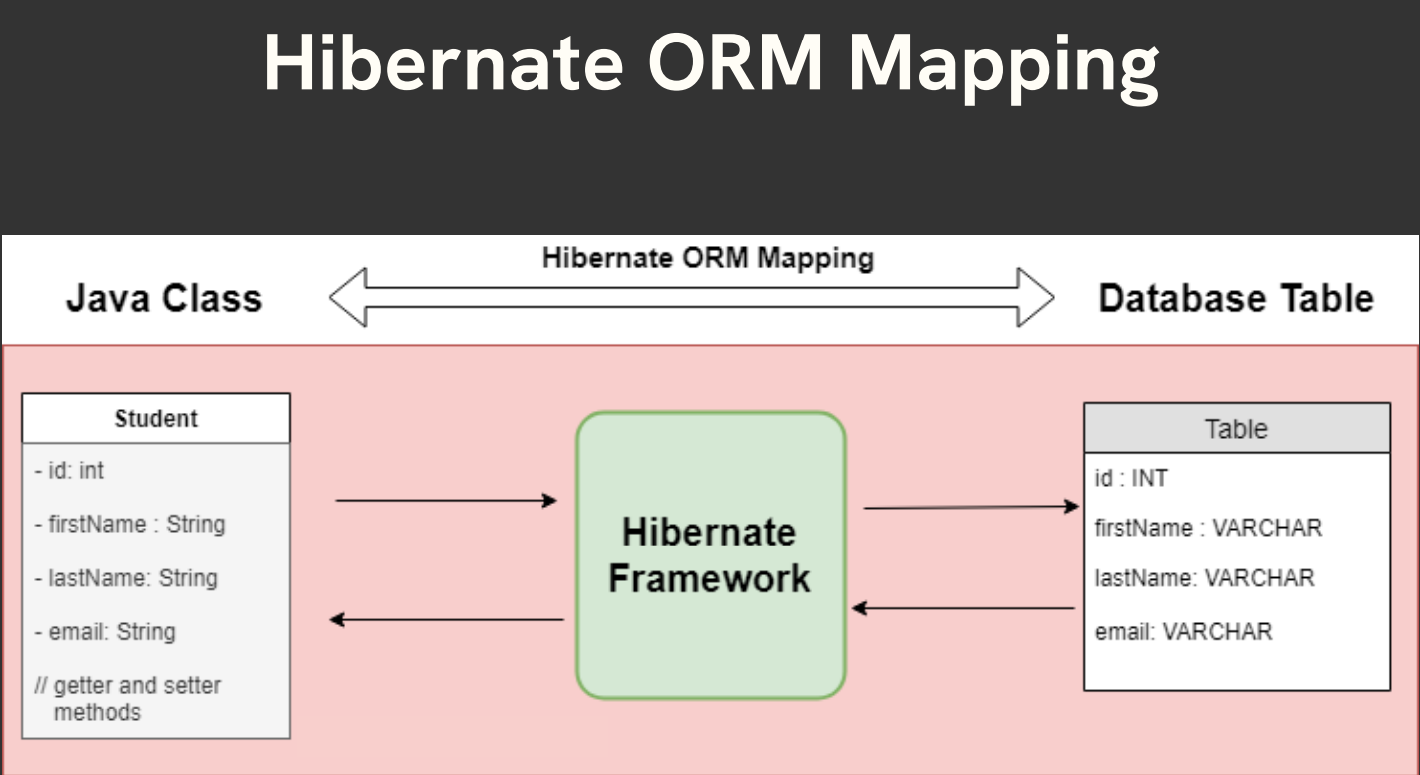 Hibernate ORM Mapping
Hibernate ORM Mapping
Java Class
Database Table
Student
- id: int
- firstName : String
- lastName: String
- email: String
// getter and setter
methods
Hibernate
Framework
Table
id : INT
firstName : VARCHAR
lastName: VARCHAR
email: VARCHAR